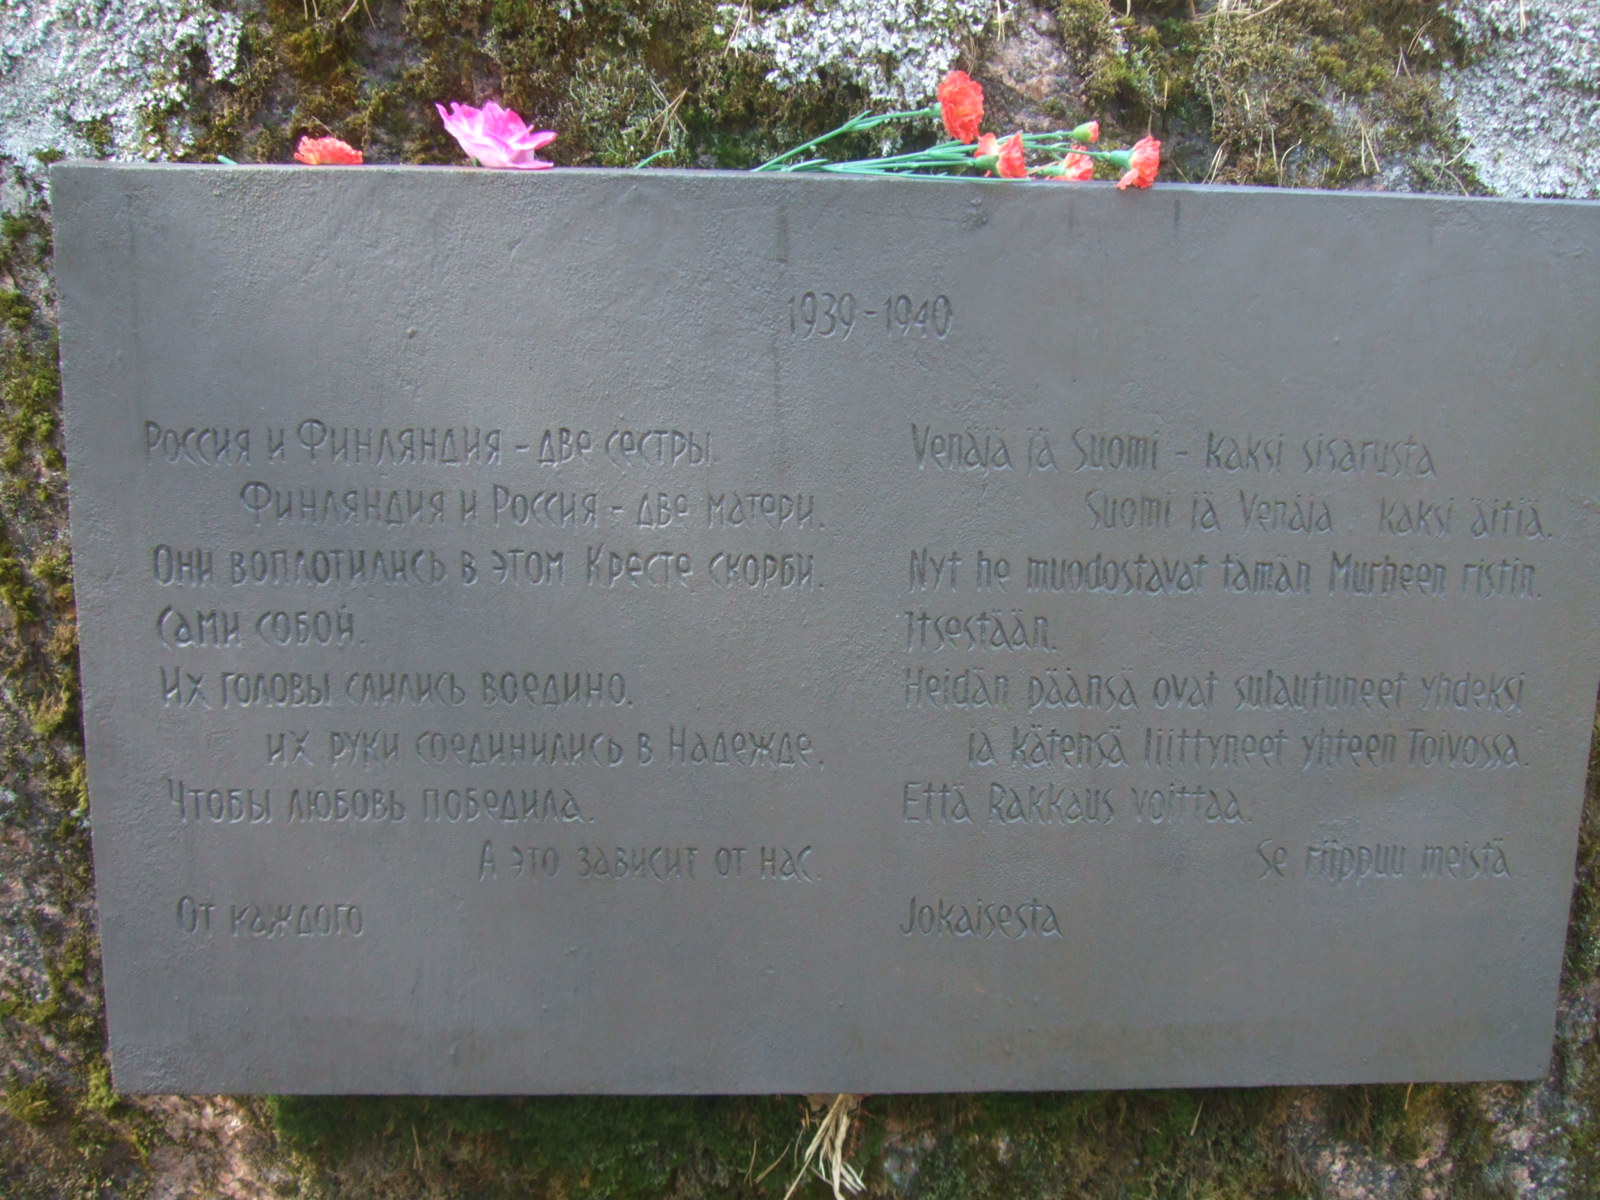 1939-1940
Россия и Финляндия - две сестры.
Финляндия и Россия - две матери.
Они воплотились в этом Кресте скорби.
Сами собой.
Их головы слились воедино.
их руки соединились в Надежде,
Чтобы любовь победила.
А это зависит от нас.
От каждого
Venäjä jä Suomi - kaksi sisarusta
Suomi jä Venäja kaksi äitiä.
Nyt he muodostavat tämän Murheen ristin.
Itsestään.
Heidän päänsä ovat sulautuneet yhdeksi
ja kätensä liittyneet yhteen Toivossa.
Että Rakkaus voittaa.
Se riippuu meistä
Jokaisesta